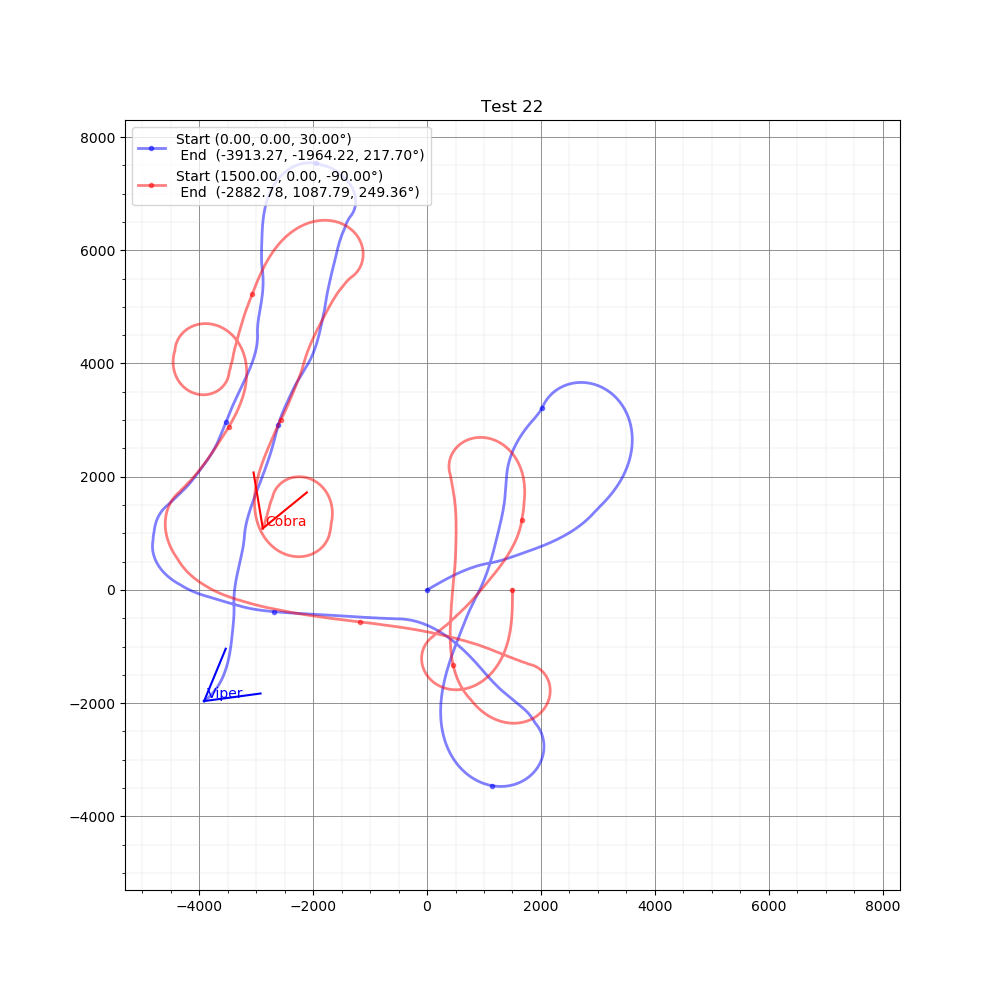 Test 22
Start (0.00, 0.00, 30.00°)
End (-3913.27, -1964.22, 217.70°)
Start (1500.00, 0.00, -90.00°)
End (-2882.78, 1087.79, 249.36°)
8000
6000
4000
2000
0
−2000
−4000
Cobra
Viper
−4000 −2000 0 2000 4000 6000 8000